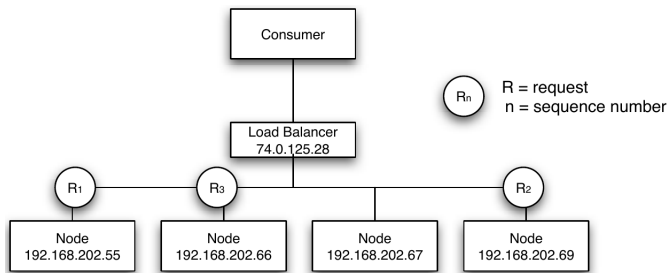 Consumer
Rn
R = request
n = sequence number
Load Balancer
74.0.125.28
R1
R3
R2
Node
192.168.202.55
Node
192.168.202.66
Node
192.168.202.67
Node
192.168.202.69